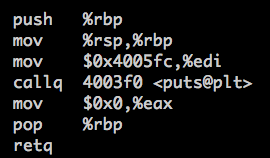 push   %rbp
mov    %rsp,%rbp
mov    $0x4005fc,%edi
callq  4003f0 <puts@plt>
mov    $0x0,%eax
pop    %rbp
retq